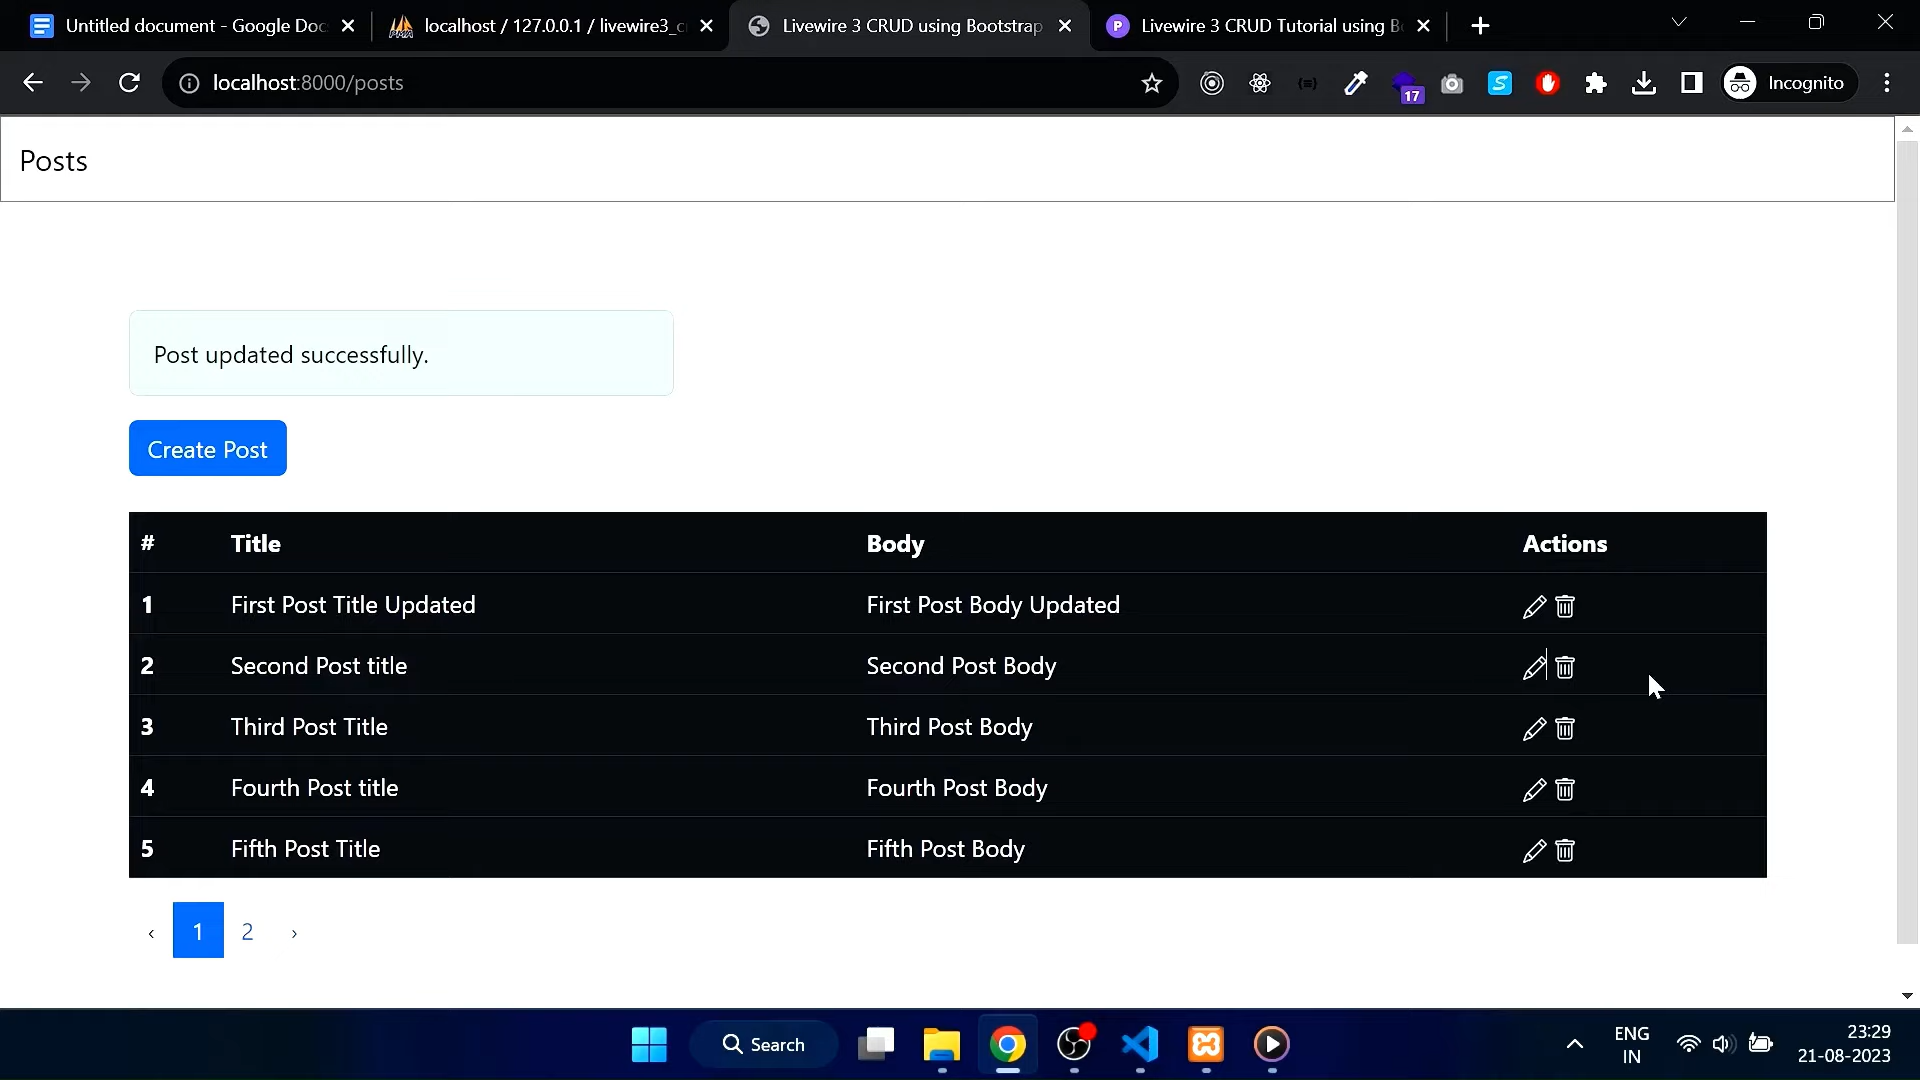 Untitled document - Google Doc
localhost / 127.0.0.1 / livewire3_c
Livewire 3 CRUD using Bootstrap
P
Livewire 3 CRUD Tutorial using B
localhost:8000/posts
17
S
Incognito
Posts
Post updated successfully.
Create Post
# Title Body Actions
1 First Post Title Updated First Post Body Updated
2 Second Post title Second Post Body
3 Third Post Title Third Post Body
4 Fourth Post title Fourth Post Body
5 Fifth Post Title Fifth Post Body
‹ 1 2 ›
Search
ENG
IN
23:29
21-08-2023